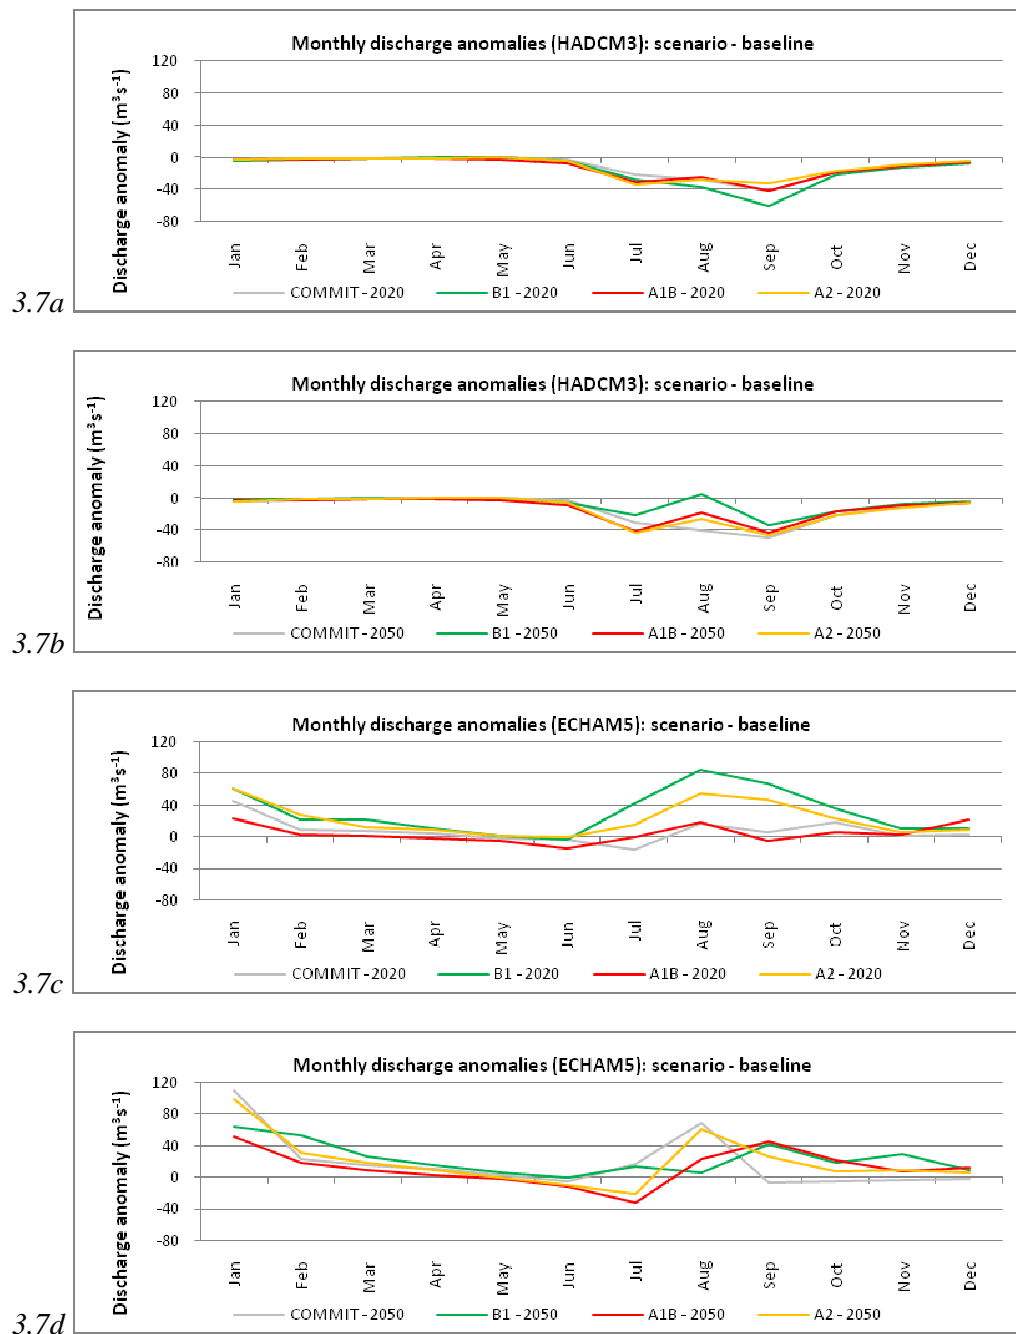 Monthly discharge anomalies (HADCM3): scenario - baseline
Discharge anomaly (m³s⁻¹)
120
80
40
0
-40
-80
Jan Feb Mar Apr May Jun Jul Aug Sep Oct Nov Dec
COMMIT - 2020 B1 - 2020 A1B - 2020 A2 - 2020
3.7a
Monthly discharge anomalies (HADCM3): scenario - baseline
Discharge anomaly (m³s⁻¹)
120
80
40
0
-40
-80
Jan Feb Mar Apr May Jun Jul Aug Sep Oct Nov Dec
COMMIT - 2050 B1 - 2050 A1B - 2050 A2 - 2050
3.7b
Monthly discharge anomalies (ECHAM5): scenario - baseline
Discharge anomaly (m³s⁻¹)
120
80
40
0
-40
-80
Jan Feb Mar Apr May Jun Jul Aug Sep Oct Nov Dec
COMMIT - 2020 B1 - 2020 A1B - 2020 A2 - 2020
3.7c
Monthly discharge anomalies (ECHAM5): scenario - baseline
Discharge anomaly (m³s⁻¹)
120
80
40
0
-40
-80
Jan Feb Mar Apr May Jun Jul Aug Sep Oct Nov Dec
COMMIT - 2050 B1 - 2050 A1B - 2050 A2 - 2050
3.7d